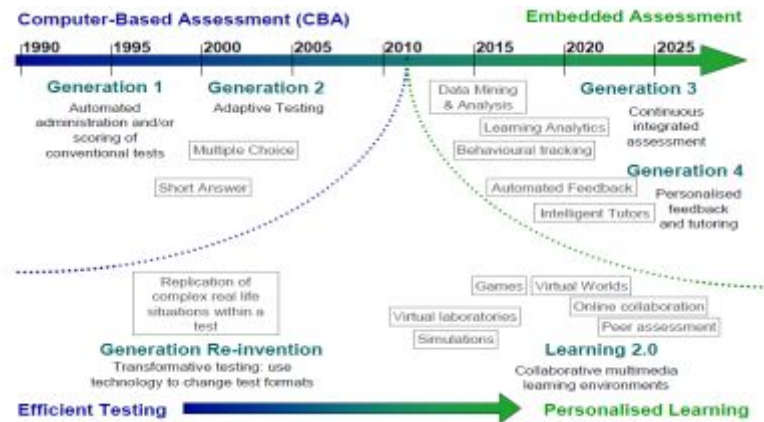 Computer-Based Assessment (CBA)
Embedded Assessment
1990
1995
2000
2005
2010
2015
2020
2025
Generation 1
Automated
administration and/or
scoring of
conventional tests
Generation 2
Adaptive Testing
Multiple Choice
Short Answer
Data Mining
& Analysis
Learning Analytics
Behavioural tracking
Generation 3
Continuous
integrated
assessment
Generation 4
Personalised
feedback
and tutoring
Automated Feedback
Intelligent Tutors
Replication of
complex real life
situations within a
test
Generation Re-invention
Transformative testing: use
technology to change test formats
Games
Virtual Worlds
Online collaboration
Virtual laboratories
Peer assessment
Simulations
Learning 2.0
Collaborative multimedia
learning environments
Efficient Testing
Personalised Learning